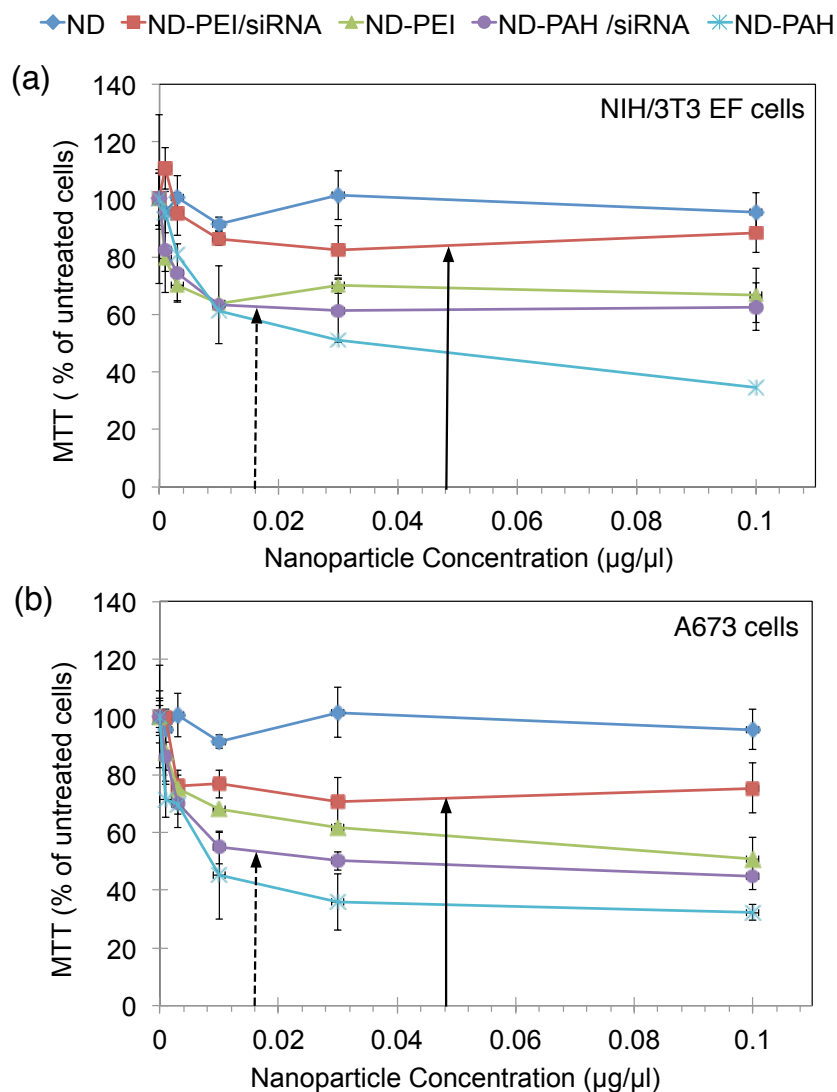 ND ND-PEI/siRNA ND-PEI ND-PAH /siRNA ND-PAH
(a)
NIH/3T3 EF cells
MTT ( % of untreated cells)
140
120
100
80
60
40
20
0
0 0.02 0.04 0.06 0.08 0.1
Nanoparticle Concentration (µg/µl)
(b)
A673 cells
MTT (% of untreated cells)
140
120
100
80
60
40
20
0
0 0.02 0.04 0.06 0.08 0.1
Nanoparticle Concentration (µg/µl)